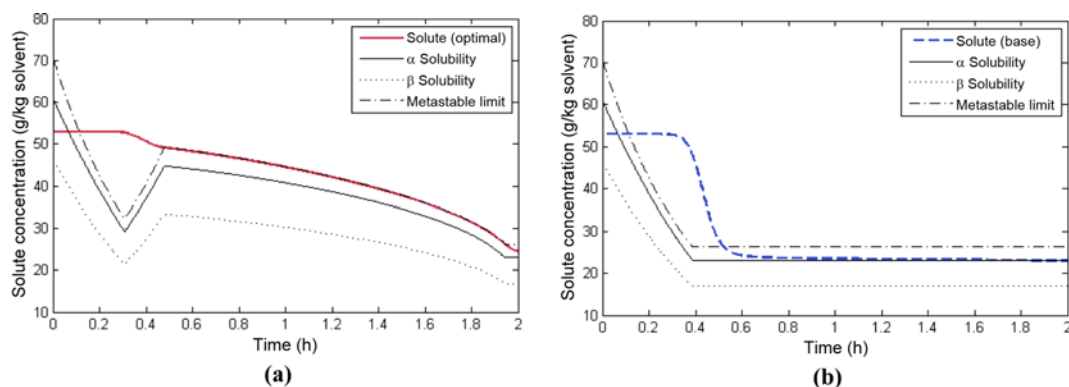 Solute concentration (g/kg solvent)
80
70
60
50
40
30
20
10
Solute (optimal)
α Solubility
β Solubility
Metastable limit
0 0.2 0.4 0.6 0.8 1 1.2 1.4 1.6 1.8 2
Time (h)
(a)
Solute concentration (g/kg solvent)
80
70
60
50
40
30
20
10
Solute (base)
α Solubility
β Solubility
Metastable limit
0 0.2 0.4 0.6 0.8 1 1.2 1.4 1.6 1.8 2
Time (h)
(b)